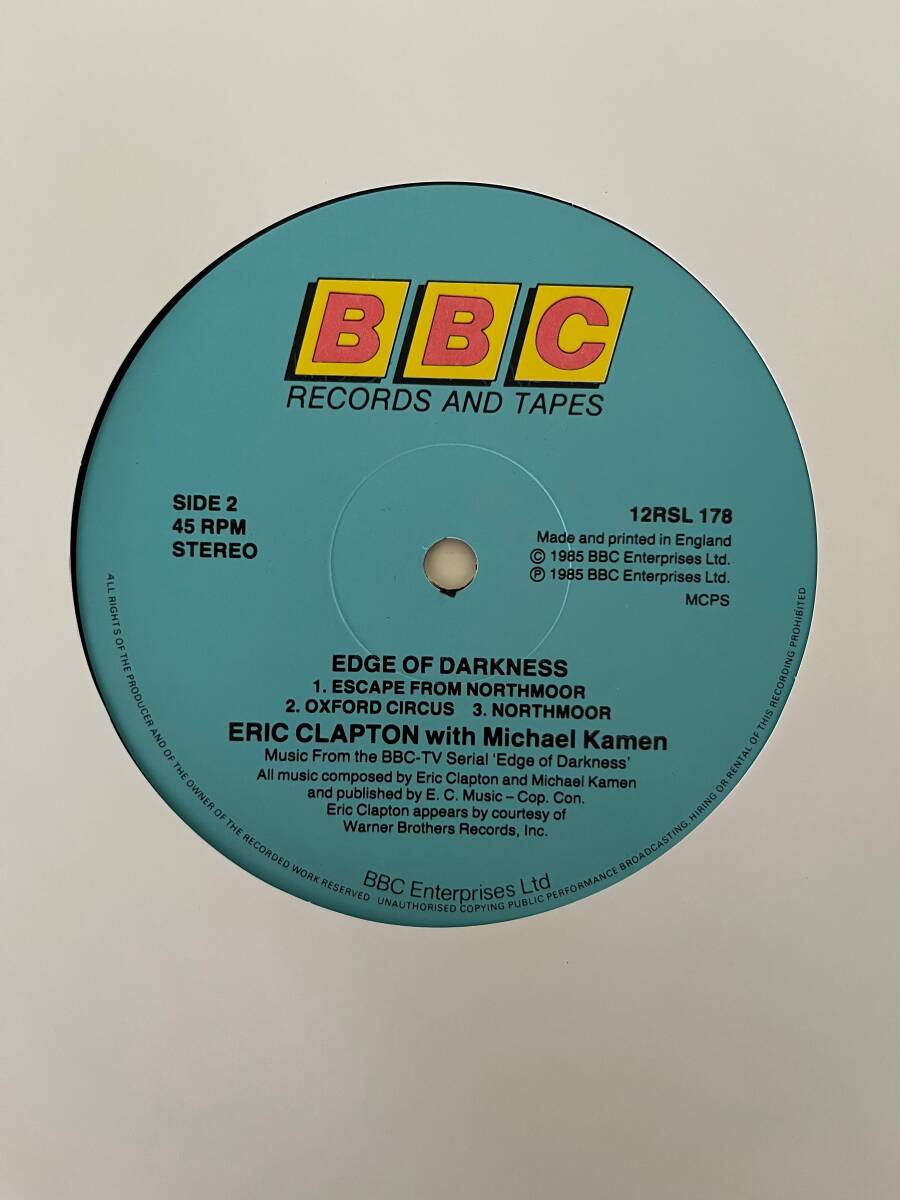 BBC
RECORDS AND TAPES
SIDE 2
45 RPM
STEREO
12RSL 178
Made and printed in England
© 1985 BBC Enterprises Ltd.
℗ 1985 BBC Enterprises Ltd.
MCPS
EDGE OF DARKNESS
1. ESCAPE FROM NORTHMOOR
2. OXFORD CIRCUS 3. NORTHMOOR
ERIC CLAPTON with Michael Kamen
Music From the BBC-TV Serial 'Edge of Darkness'
All music composed by Eric Clapton and Michael Kamen
and published by E. C. Music – Cop. Con.
Eric Clapton appears by courtesy of
Warner Brothers Records, Inc.
BBC Enterprises Ltd
ALL RIGHTS OF THE PRODUCER AND OF THE OWNER OF THE RECORDED WORK RESERVED UNAUTHORISED COPYING PUBLIC PERFORMANCE BROADCASTING, HIRING OR RENTAL OF THIS RECORDING PROHIBITED